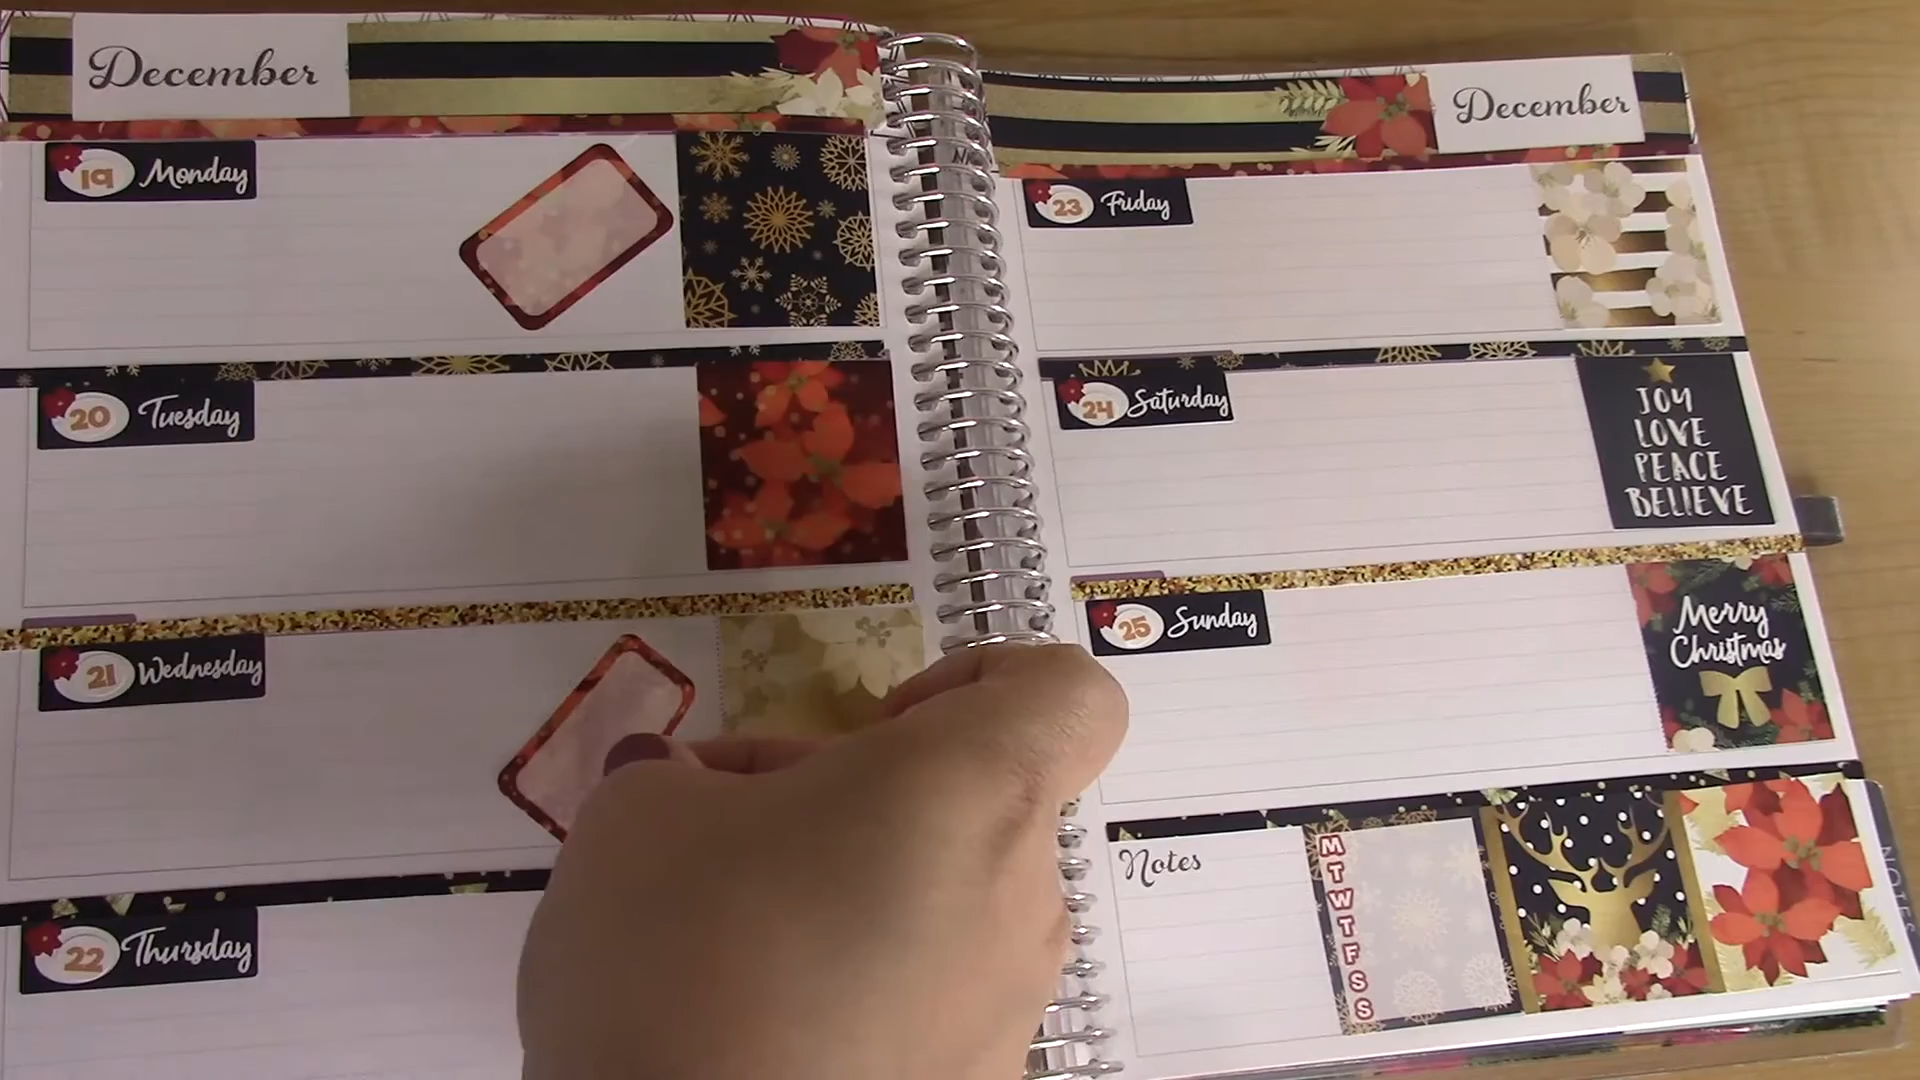 December
19 Monday
20 Tuesday
21 Wednesday
22 Thursday
December
23 Friday
24 Saturday
JOY
LOVE
PEACE
BELIEVE
25 Sunday
Merry
Christmas
Notes
M
T
W
T
F
S
S
NOTES